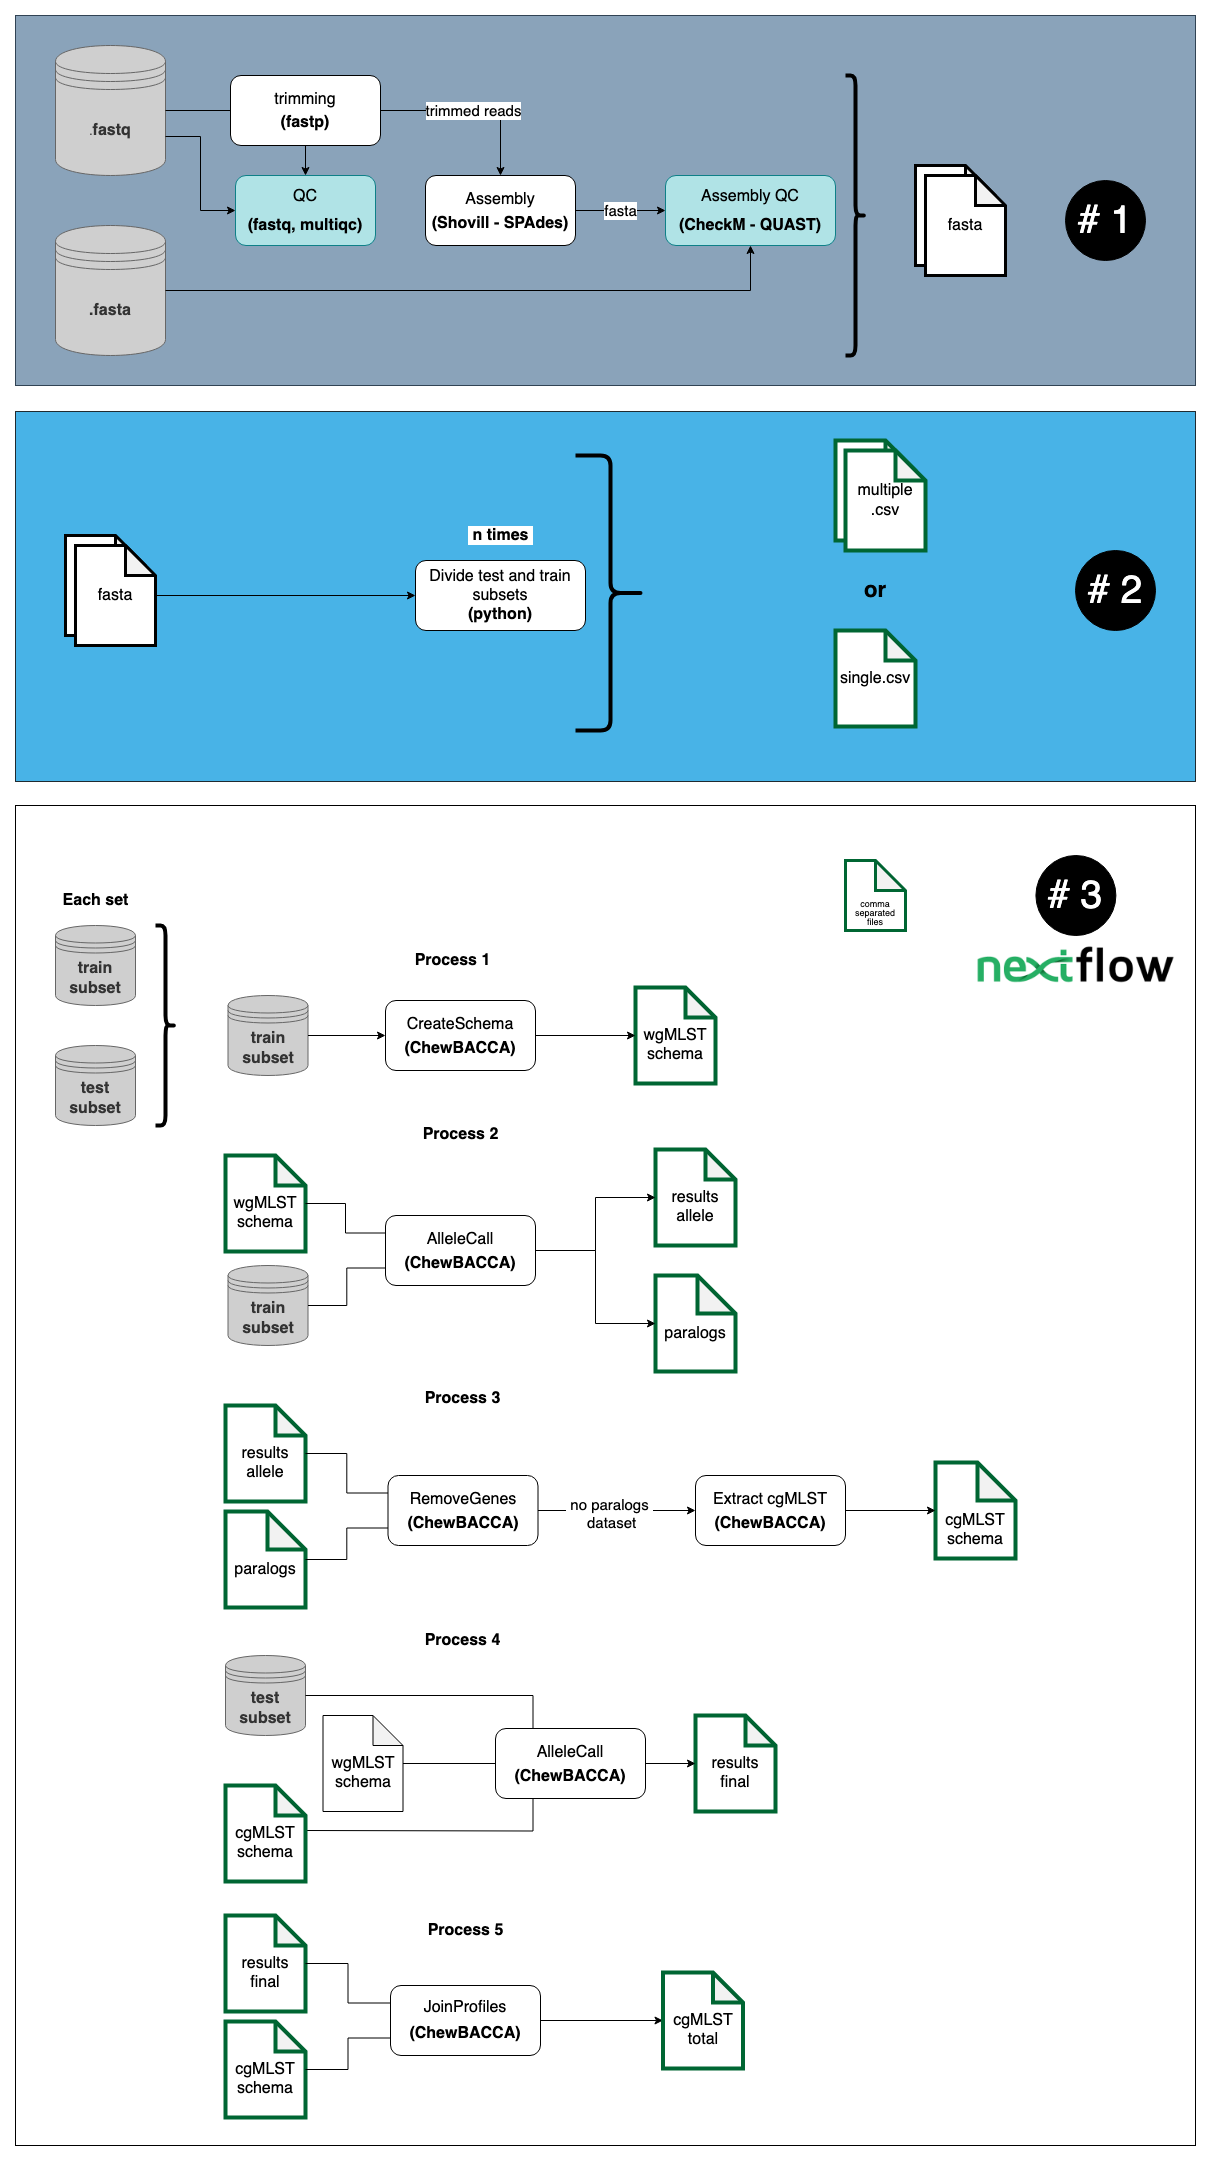 .fastq
trimming
(fastp)
trimmed reads
QC
(fastq, multiqc)
Assembly
(Shovill - SPAdes)
fasta
Assembly QC
(CheckM - QUAST)
.fasta
fasta
# 1
fasta
n times
Divide test and train
subsets
(python)
multiple
.csv
or
single.csv
# 2
Each set
train
subset
test
subset
comma
separated
files
# 3
nextflow
Process 1
train
subset
CreateSchema
(ChewBACCA)
wgMLST
schema
Process 2
wgMLST
schema
train
subset
AlleleCall
(ChewBACCA)
results
allele
paralogs
Process 3
results
allele
paralogs
RemoveGenes
(ChewBACCA)
no paralogs
dataset
Extract cgMLST
(ChewBACCA)
cgMLST
schema
Process 4
test
subset
wgMLST
schema
cgMLST
schema
AlleleCall
(ChewBACCA)
results
final
Process 5
results
final
cgMLST
schema
JoinProfiles
(ChewBACCA)
cgMLST
total